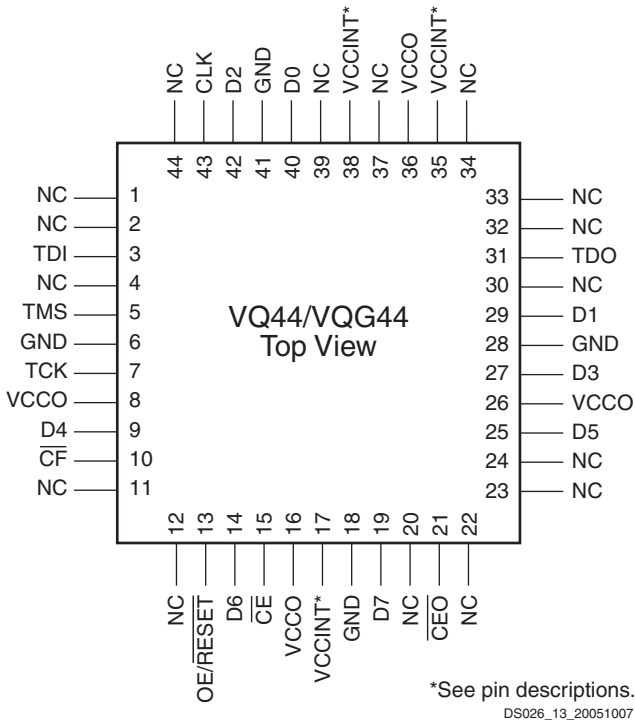 NC
CLK
D2
GND
D0
NC
VCCINT*
NC
VCCO
VCCINT*
NC
44
43
42
41
40
39
38
37
36
35
34
NC 1
NC 2
TDI 3
NC 4
TMS 5
GND 6
TCK 7
VCCO 8
D4 9
CF 10
NC 11
VQ44/VQG44
Top View
33 NC
32 NC
31 TDO
30 NC
29 D1
28 GND
27 D3
26 VCCO
25 D5
24 NC
23 NC
12
13
14
15
16
17
18
19
20
21
22
NC
OE/RESET
D6
CE
VCCO
VCCINT*
GND
D7
NC
CEO
NC
*See pin descriptions.
DS026_13_20051007